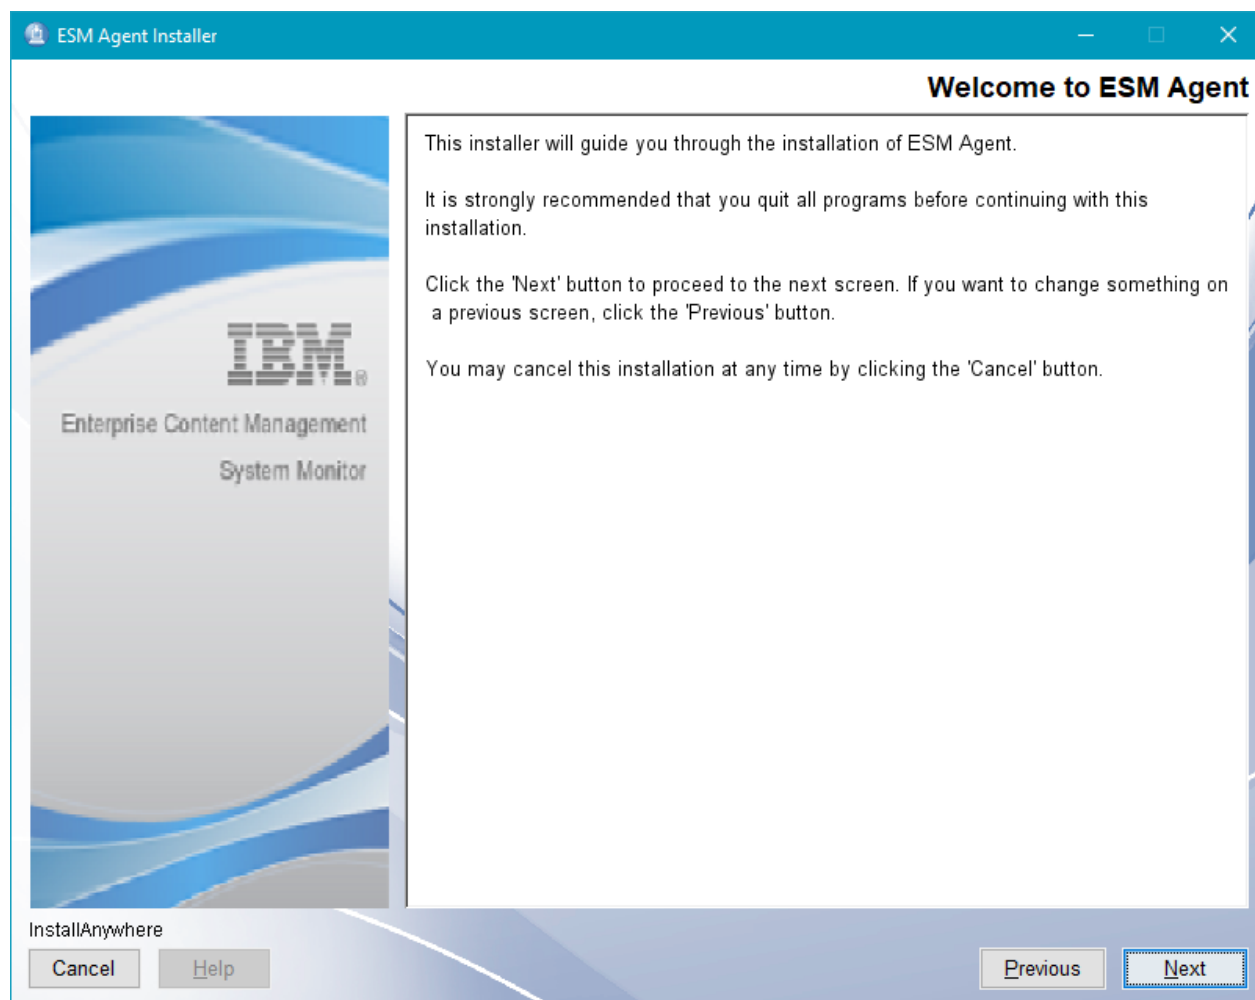 ESM Agent Installer
Welcome to ESM Agent
This installer will guide you through the installation of ESM Agent.
It is strongly recommended that you quit all programs before continuing with this
installation.
Click the 'Next' button to proceed to the next screen. If you want to change something on
a previous screen, click the 'Previous' button.
You may cancel this installation at any time by clicking the 'Cancel' button.
IBM®
Enterprise Content Management
System Monitor
InstallAnywhere
Cancel Help Previous Next